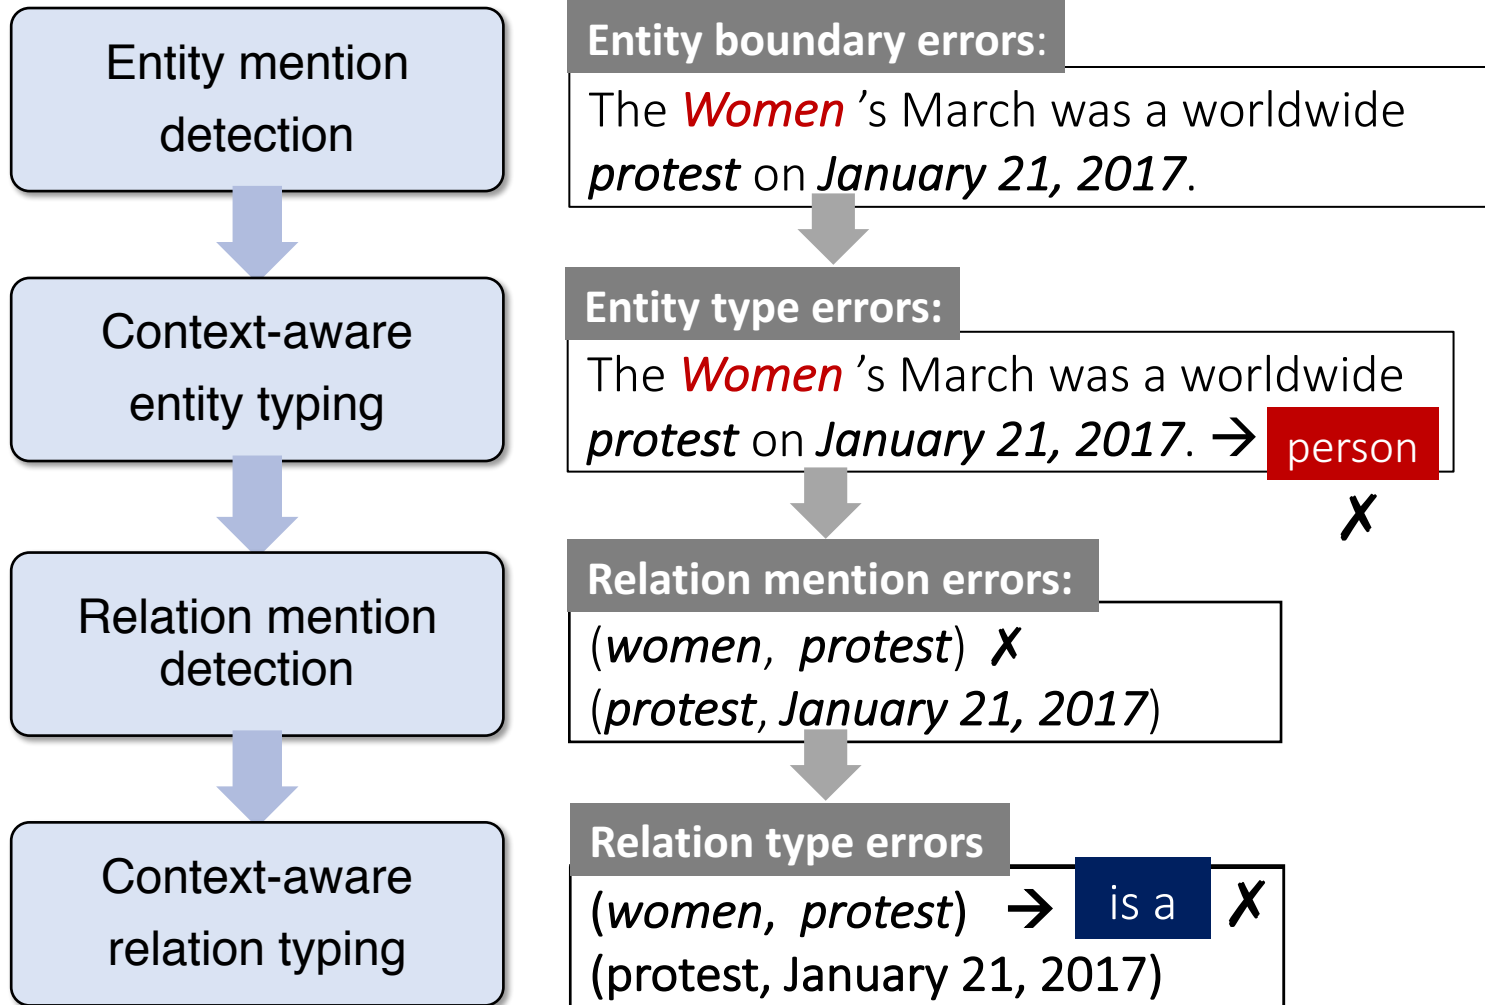 Entity mention
detection
Context-aware
entity typing
Relation mention
detection
Context-aware
relation typing
Entity boundary errors:
The Women ’s March was a worldwide
protest on January 21, 2017.
Entity type errors:
The Women ’s March was a worldwide
protest on January 21, 2017. → person
✗
Relation mention errors:
(women, protest) ✗
(protest, January 21, 2017)
Relation type errors
(women, protest) → is a ✗
(protest, January 21, 2017)